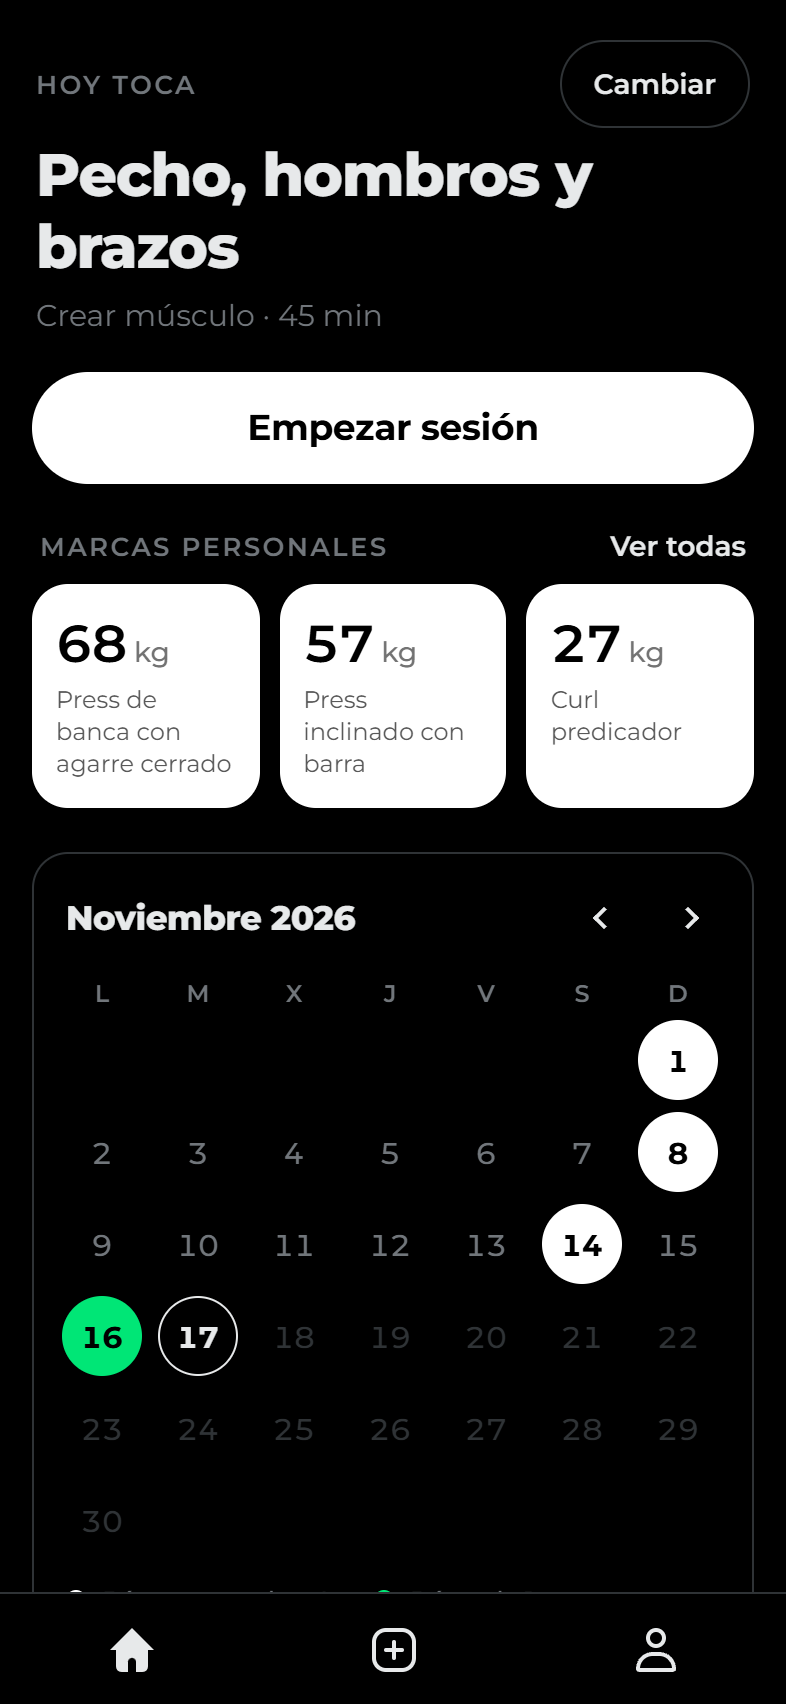 HOY TOCA
Cambiar
Pecho, hombros y
brazos
Crear músculo · 45 min
Empezar sesión
MARCAS PERSONALES
Ver todas
68 kg
Press de
banca con
agarre cerrado
57 kg
Press
inclinado con
barra
27 kg
Curl
predicador
Noviembre 2026
L M X J V S D
1
2 3 4 5 6 7 8
9 10 11 12 13 14 15
16 17 18 19 20 21 22
23 24 25 26 27 28 29
30